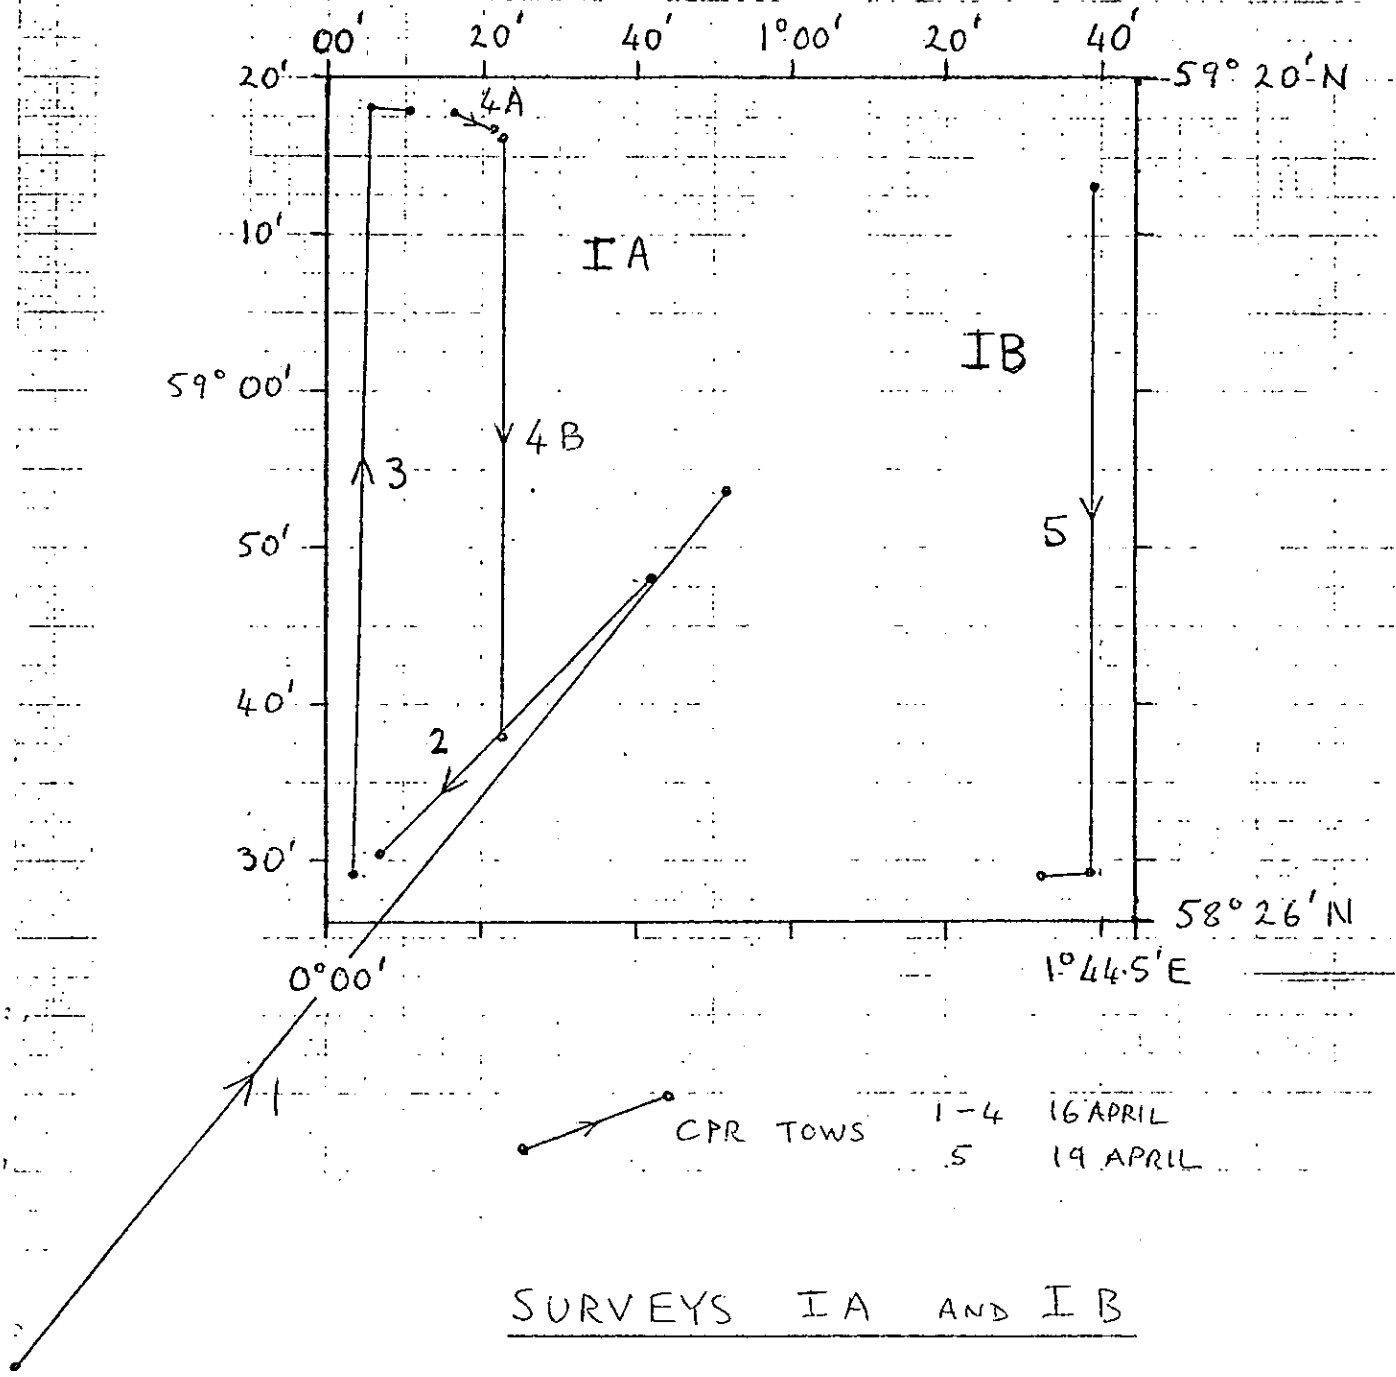 00' 20' 40' 1°00' 20' 40'
20' 59° 20' N
4A
10'
IA
IB
59° 00'
4B
3
50'
5
40'
2
30'
58° 26' N
0°00' 1°44.5'E
1
CPR TOWS 1-4 16 APRIL
5 19 APRIL
SURVEYS IA AND IB